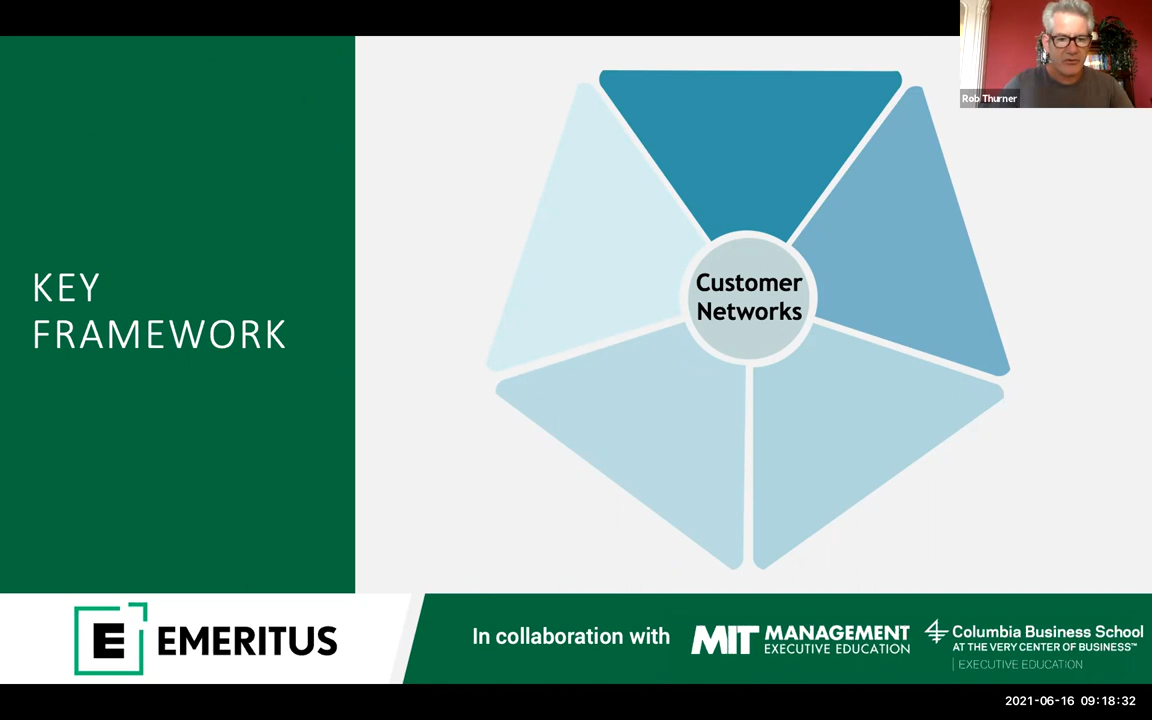 Rob Thurner
KEY
FRAMEWORK
Customer
Networks
E EMERITUS
In collaboration with
MIT MANAGEMENT
EXECUTIVE EDUCATION
Columbia Business School
AT THE VERY CENTER OF BUSINESS™
EXECUTIVE EDUCATION
2021-06-16 09:18:32